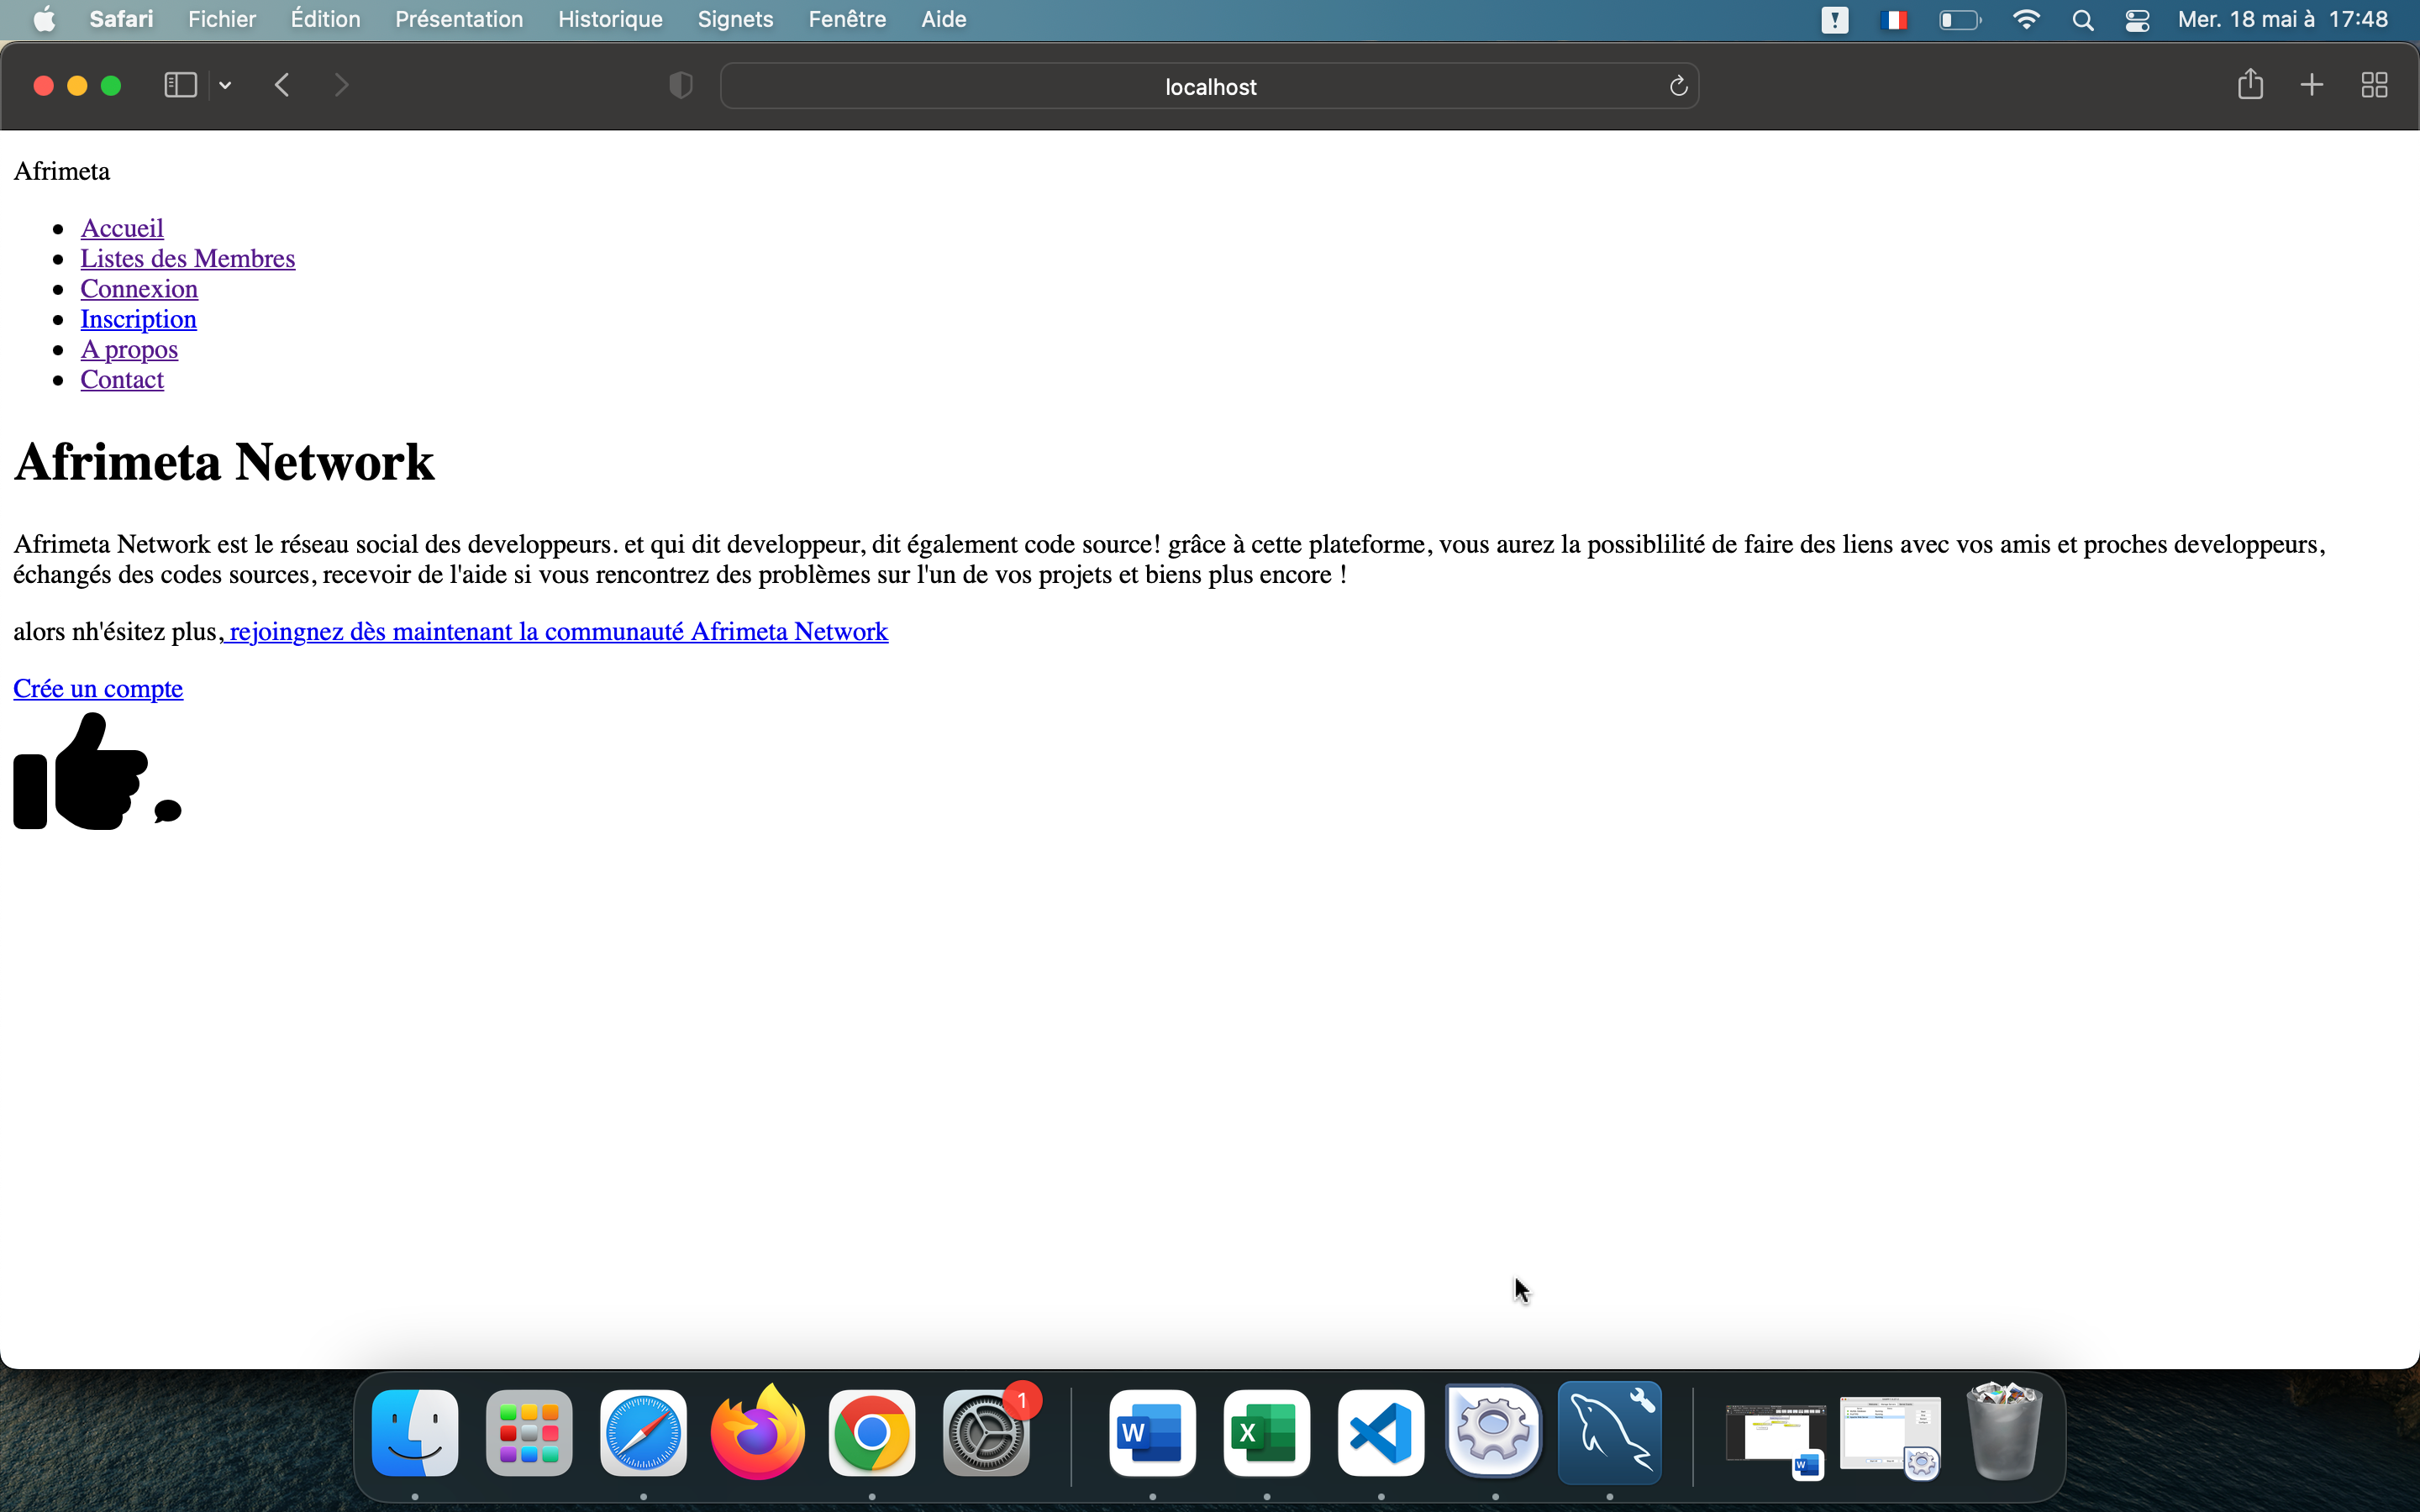 Safari Fichier Édition Présentation Historique Signets Fenêtre Aide Mer. 18 mai à 17:48
localhost
Afrimeta
Accueil
Listes des Membres
Connexion
Inscription
A propos
Contact
Afrimeta Network
Afrimeta Network est le réseau social des developpeurs. et qui dit developpeur, dit également code source! grâce à cette plateforme, vous aurez la possiblilité de faire des liens avec vos amis et proches developpeurs,
échangés des codes sources, recevoir de l'aide si vous rencontrez des problèmes sur l'un de vos projets et biens plus encore !
alors nh'ésitez plus, rejoingnez dès maintenant la communauté Afrimeta Network
Crée un compte
1
W X W